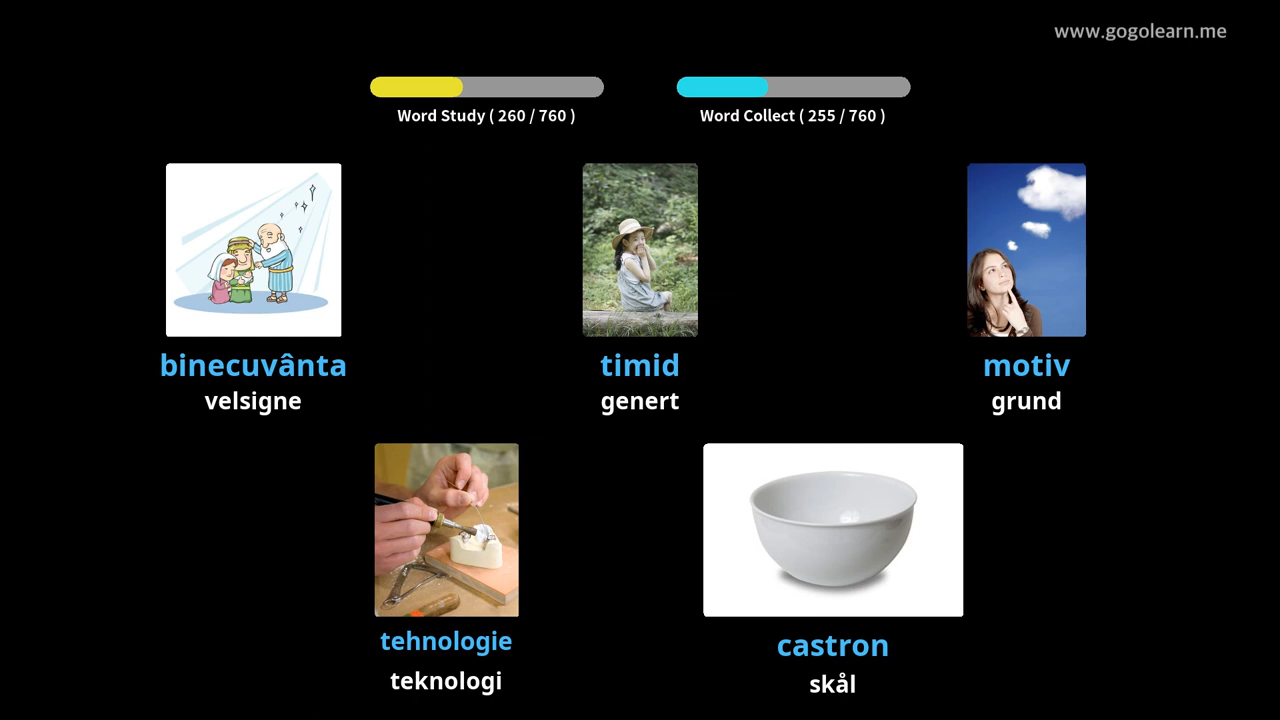 www.gogolearn.me
Word Study ( 260 / 760 )
Word Collect ( 255 / 760 )
binecuvânta
velsigne
timid
genert
motiv
grund
tehnologie
teknologi
castron
skål